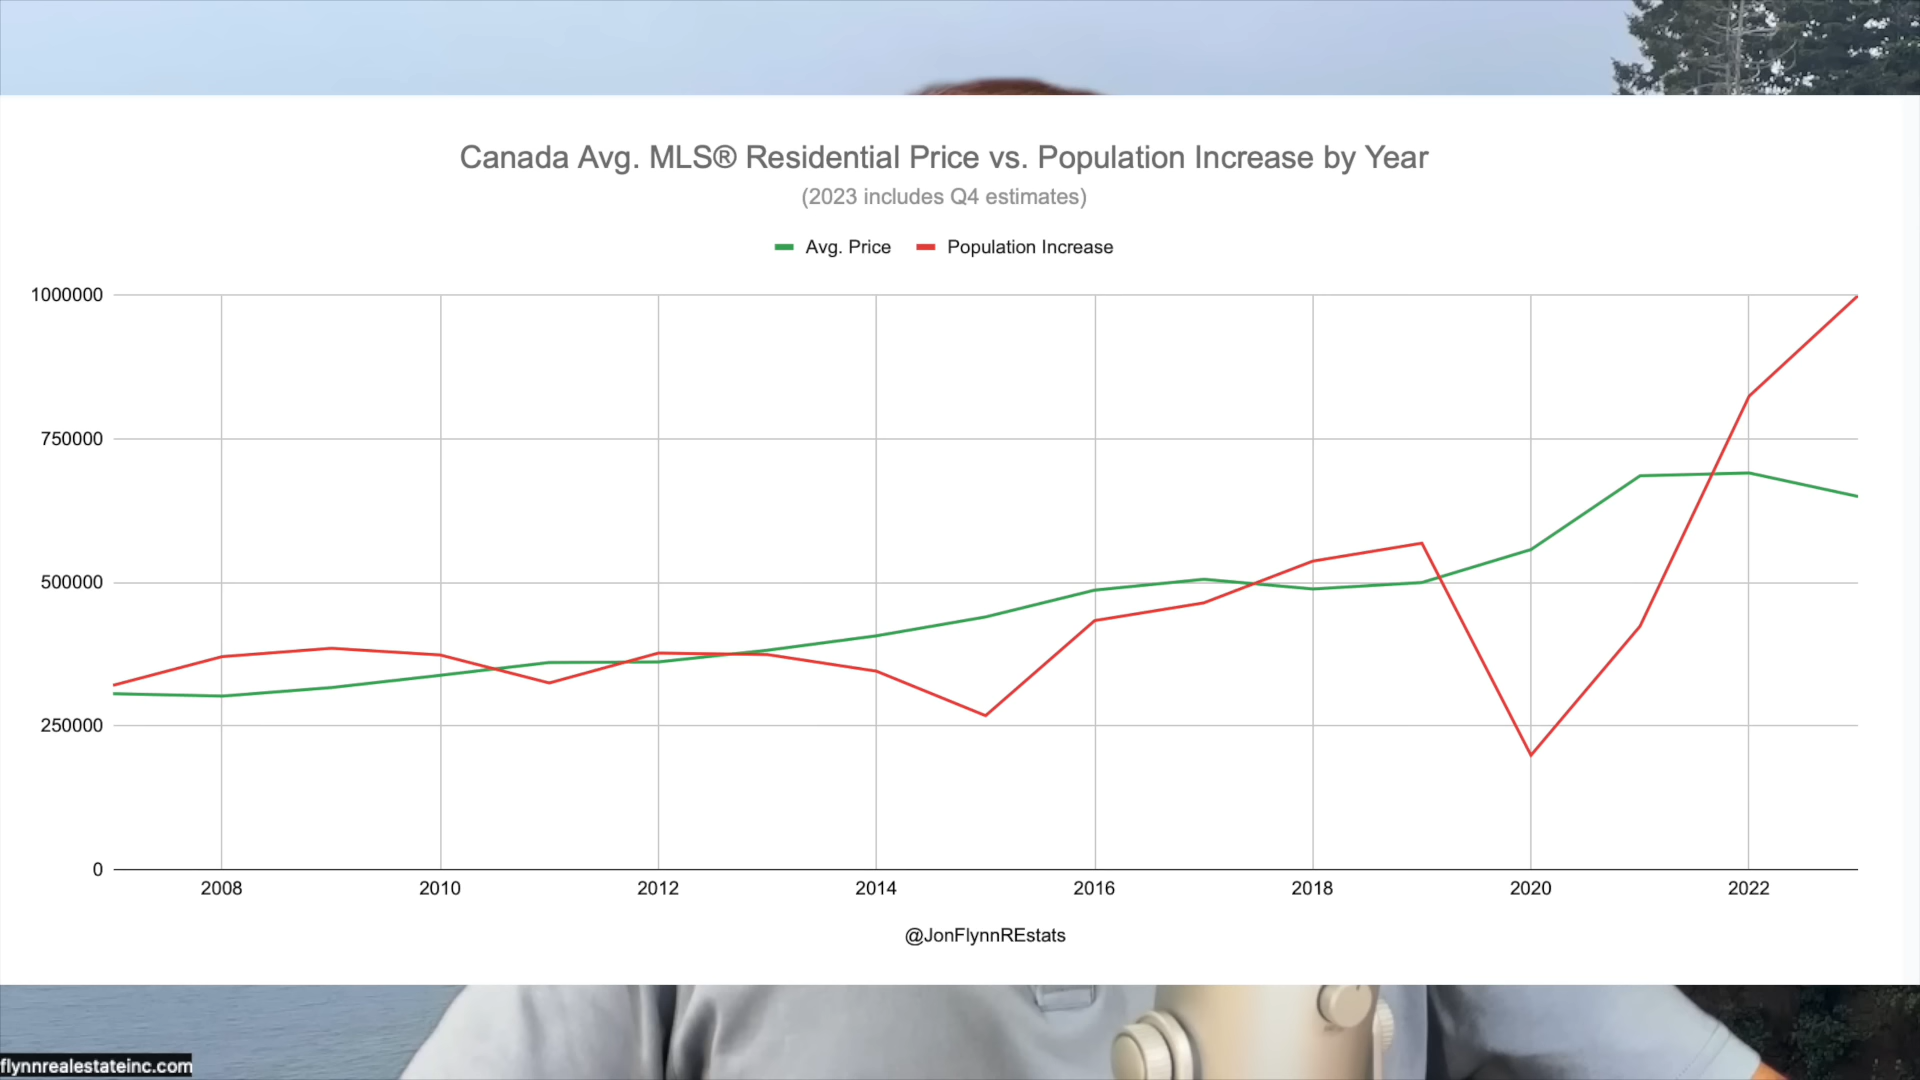 Canada Avg. MLS® Residential Price vs. Population Increase by Year
(2023 includes Q4 estimates)
Avg. Price Population Increase
1000000
750000
500000
250000
0
2008 2010 2012 2014 2016 2018 2020 2022
@JonFlynnREstats
flynnrealestateinc.com